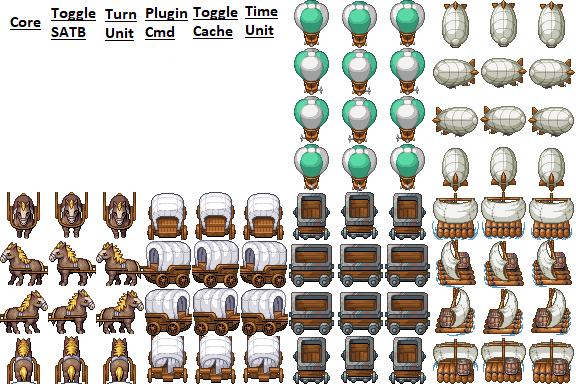 Core
Toggle SATB
Turn Unit
Plugin Cmd
Toggle Cache
Time Unit